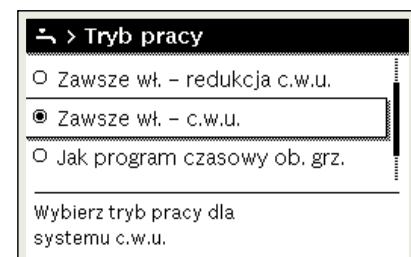 > Tryb pracy
Zawsze wł. – redukcja c.w.u.
Zawsze wł. – c.w.u.
Jak program czasowy ob. grz.
Wybierz tryb pracy dla
systemu c.w.u.